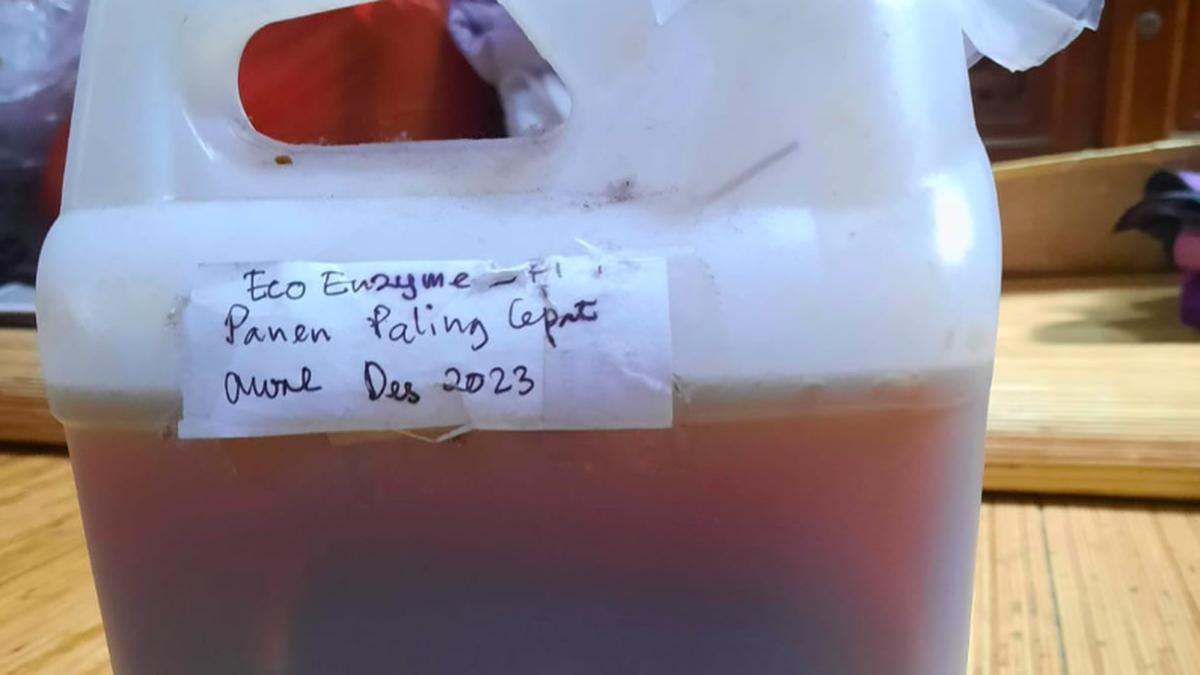 Eco Enzyme -
Panen Paling Cepat
awal Des 2023